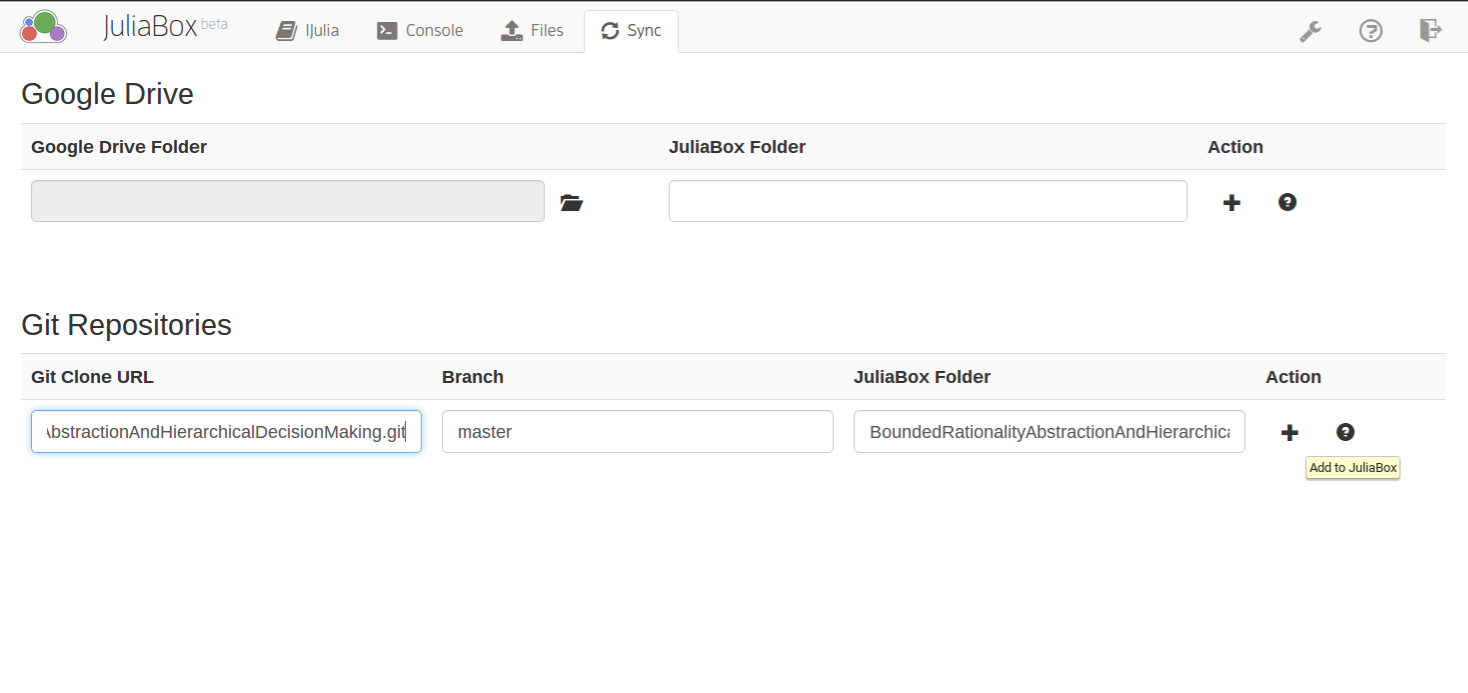 JuliaBox beta IJulia Console Files Sync
Google Drive
Google Drive Folder JuliaBox Folder Action
Git Repositories
Git Clone URL Branch JuliaBox Folder Action
bstractionAndHierarchicalDecisionMaking.git master BoundedRationalityAbstractionAndHierarchica
Add to JuliaBox